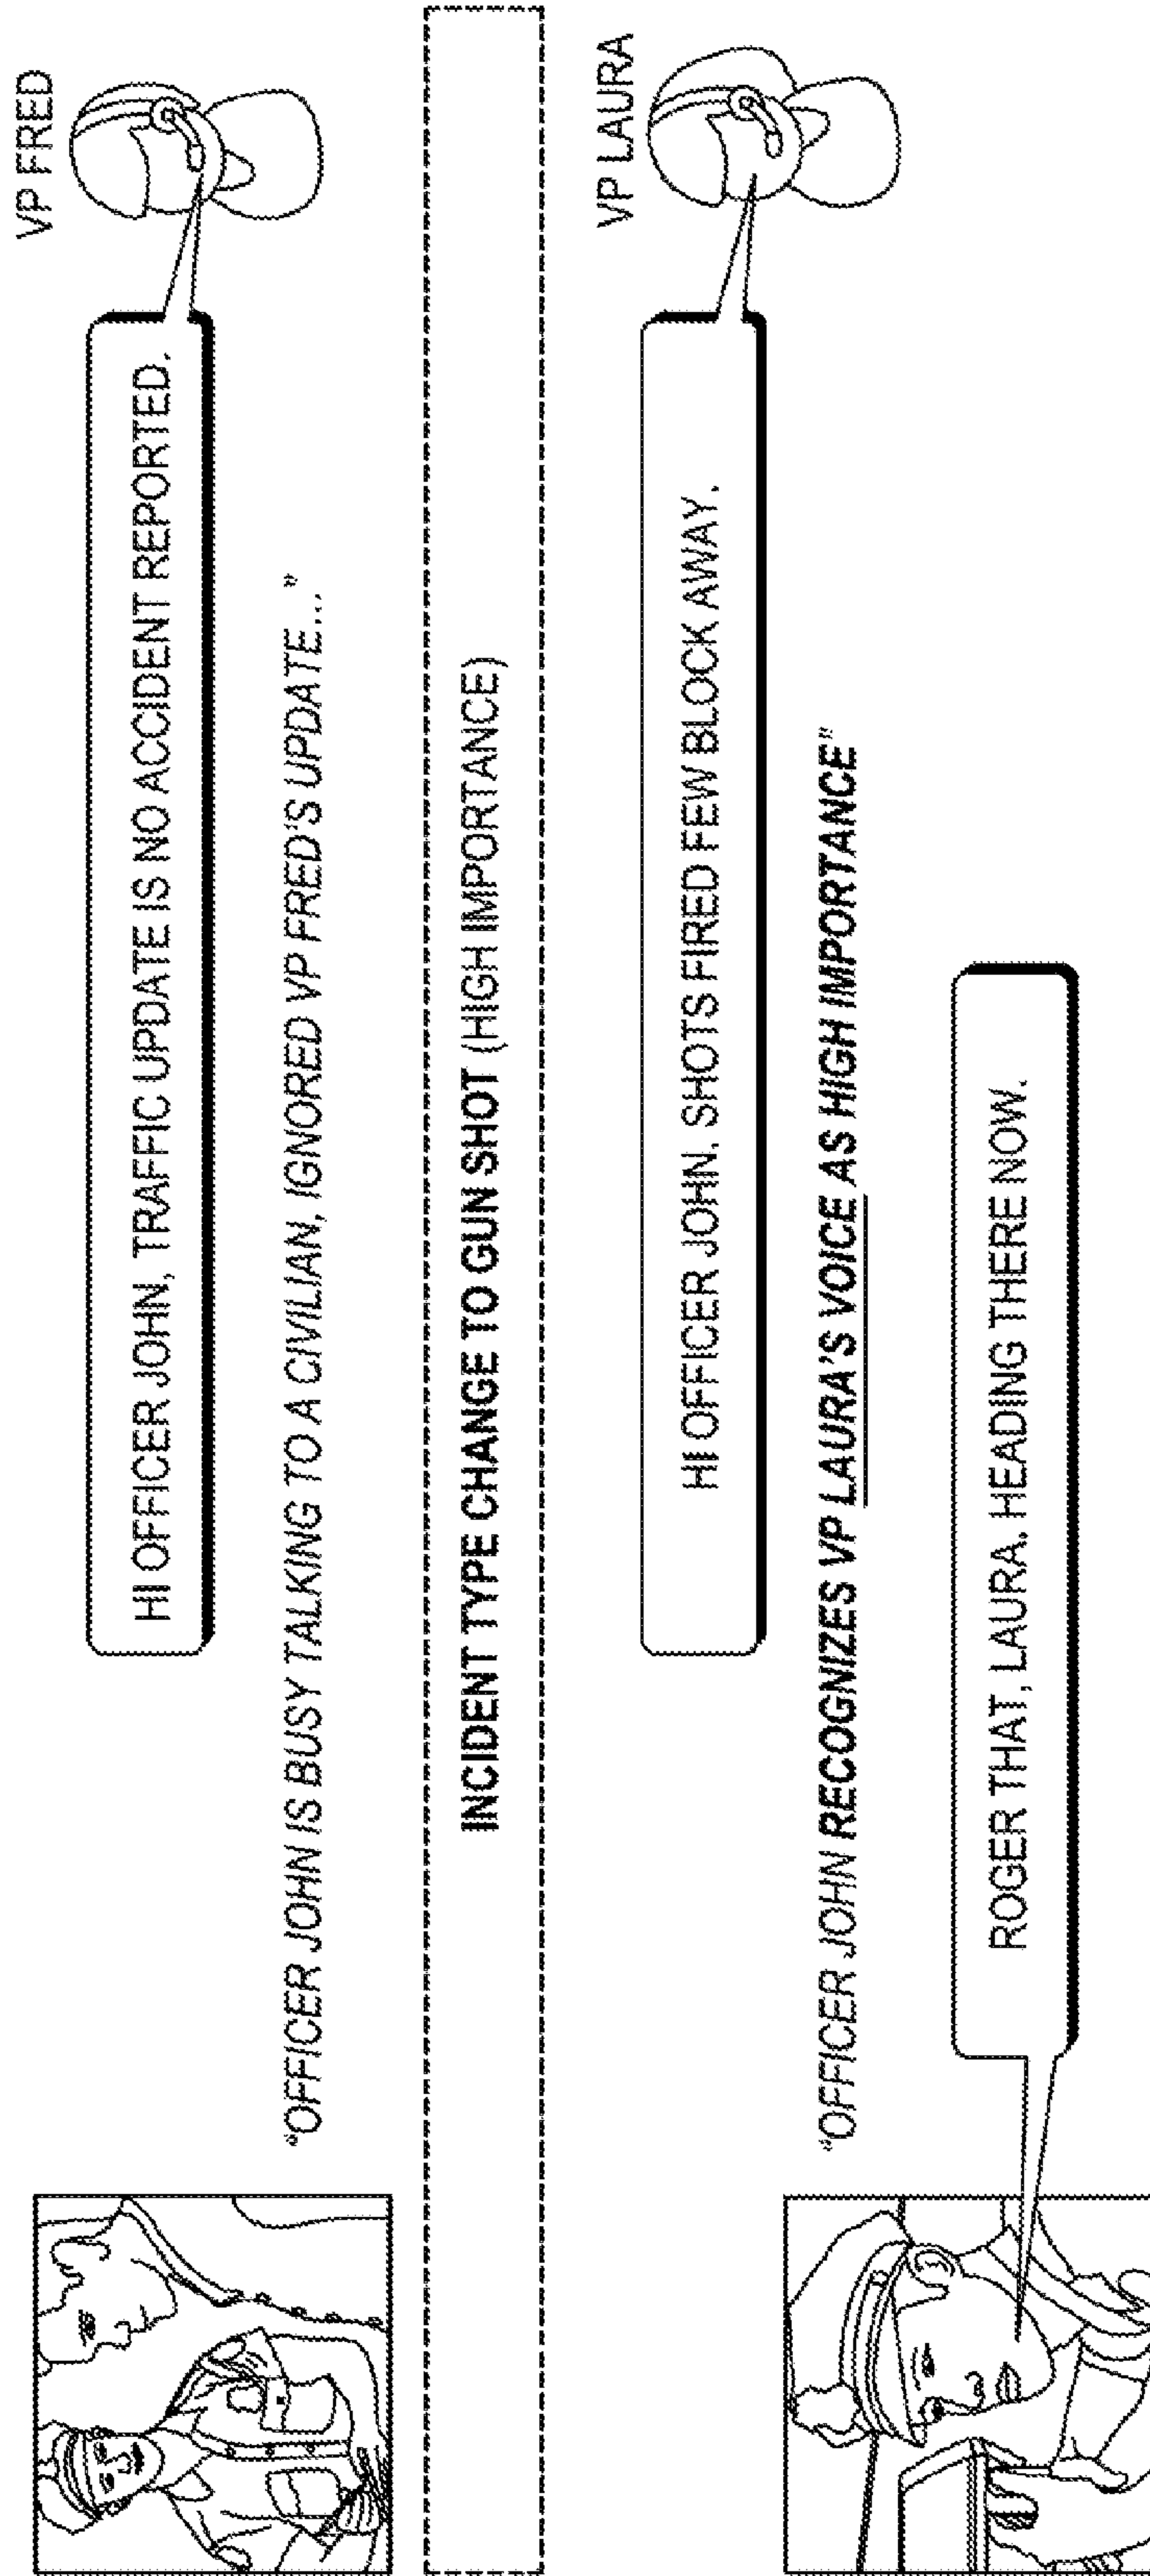 VP FRED
HI OFFICER JOHN, TRAFFIC UPDATE IS NO ACCIDENT REPORTED.
"OFFICER JOHN IS BUSY TALKING TO A CIVILIAN, IGNORED VP FRED'S UPDATE..."
INCIDENT TYPE CHANGE TO GUN SHOT (HIGH IMPORTANCE)
VP LAURA
HI OFFICER JOHN. SHOTS FIRED FEW BLOCK AWAY.
"OFFICER JOHN RECOGNIZES VP LAURA'S VOICE AS HIGH IMPORTANCE"
ROGER THAT, LAURA. HEADING THERE NOW.